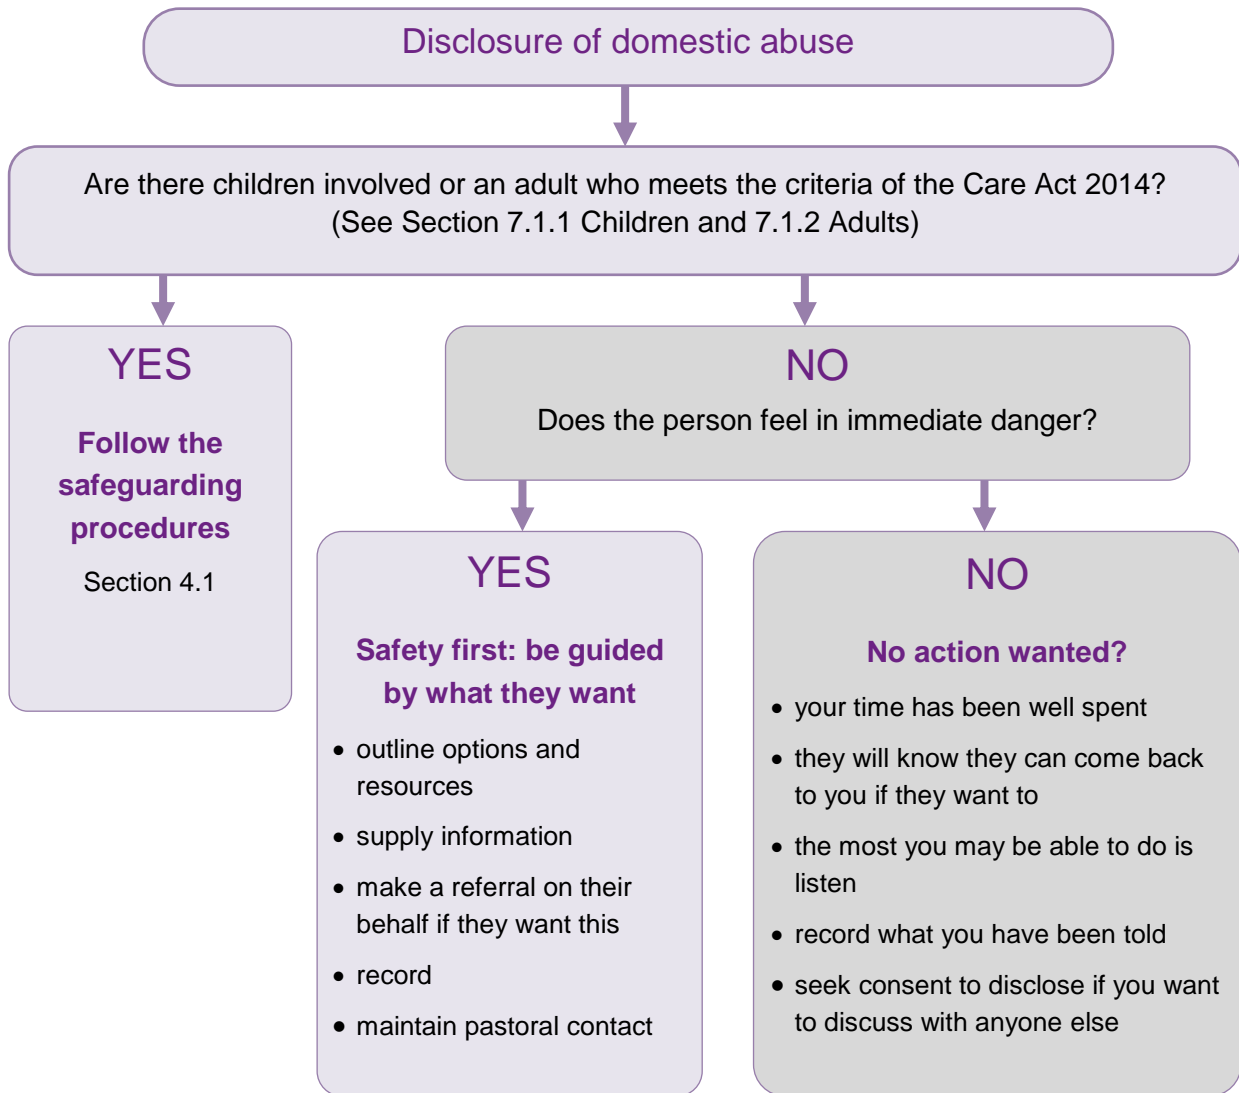 Disclosure of domestic abuse
Are there children involved or an adult who meets the criteria of the Care Act 2014?
(See Section 7.1.1 Children and 7.1.2 Adults)
YES
Follow the
safeguarding
procedures
Section 4.1
NO
Does the person feel in immediate danger?
YES
Safety first: be guided
by what they want
• outline options and
resources
• supply information
• make a referral on their
behalf if they want this
• record
• maintain pastoral contact
NO
No action wanted?
• your time has been well spent
• they will know they can come back
to you if they want to
• the most you may be able to do is
listen
• record what you have been told
• seek consent to disclose if you want
to discuss with anyone else